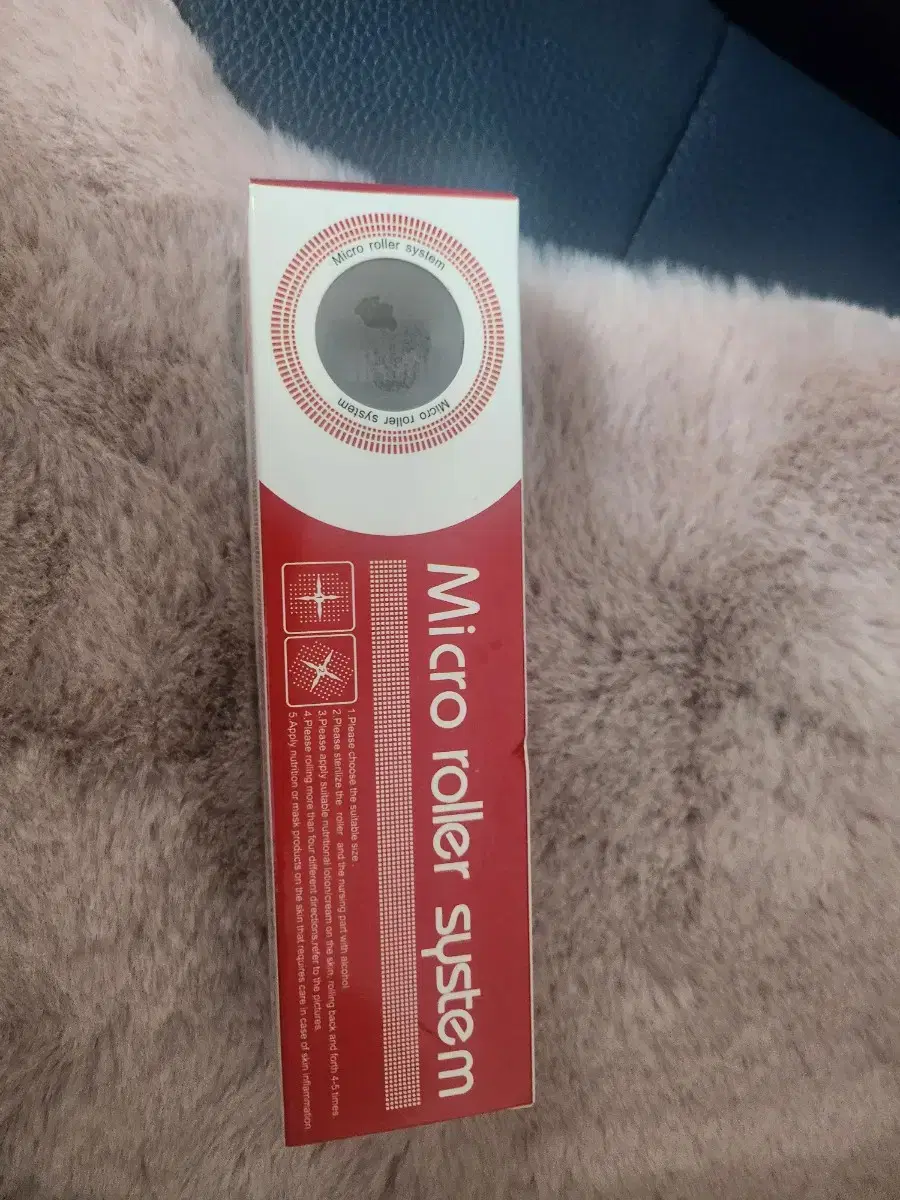 Micro roller system
Micro roller system
Micro roller system
1.Please choose the suitable size .
2.Please sterilize the roller and the nursing part with alcohol
3.Please apply suitable nutritional lotion/cream on the skin, rolling back and forth 4-5 times.
4.Please rolling more than four different directions,refer to the pictures.
5.Apply nutrition or mask products on the skin that requires care in case of skin inflammation